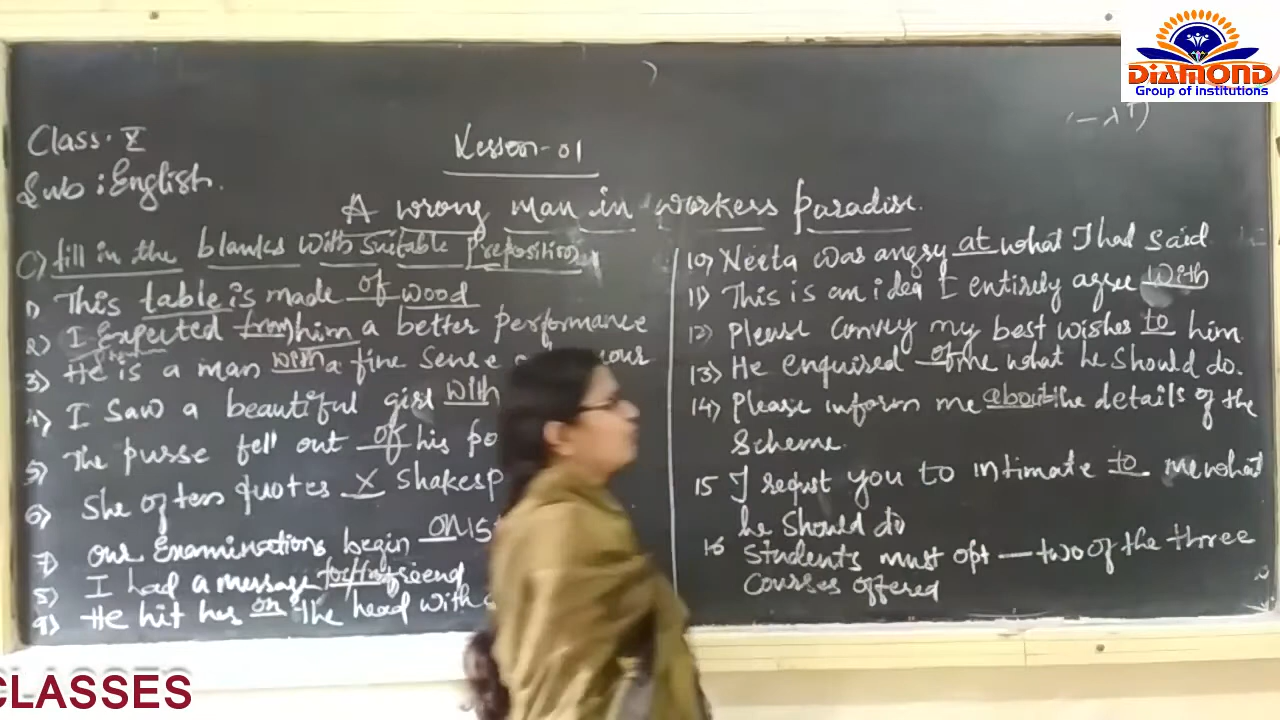 DIAMOND
Group of institutions
Class. X
Sub : English.
Lesson-01
A wrong man in workers paradise.
C) fill in the blanks with suitable preposition
1) This table is made of wood
2) I Expected from him a better performance
3) He is a man with a fine sense
4) I saw a beautiful girl with
5) The purse fell out of his po
6) She often quotes X Shakesp
7) our Examinations begin on 1st
8) I had a message for my friend
9) He hit her on the head with
10) Neeta was angry at what I had said
11) This is an idea I entirely agree with
12) Please convey my best wishes to him.
13) He enquired of me what he should do.
14) Please inform me about the details of the
Scheme.
15 I request you to intimate to me what
he should do
16 Students must opt — two of the three
courses offered
CLASSES